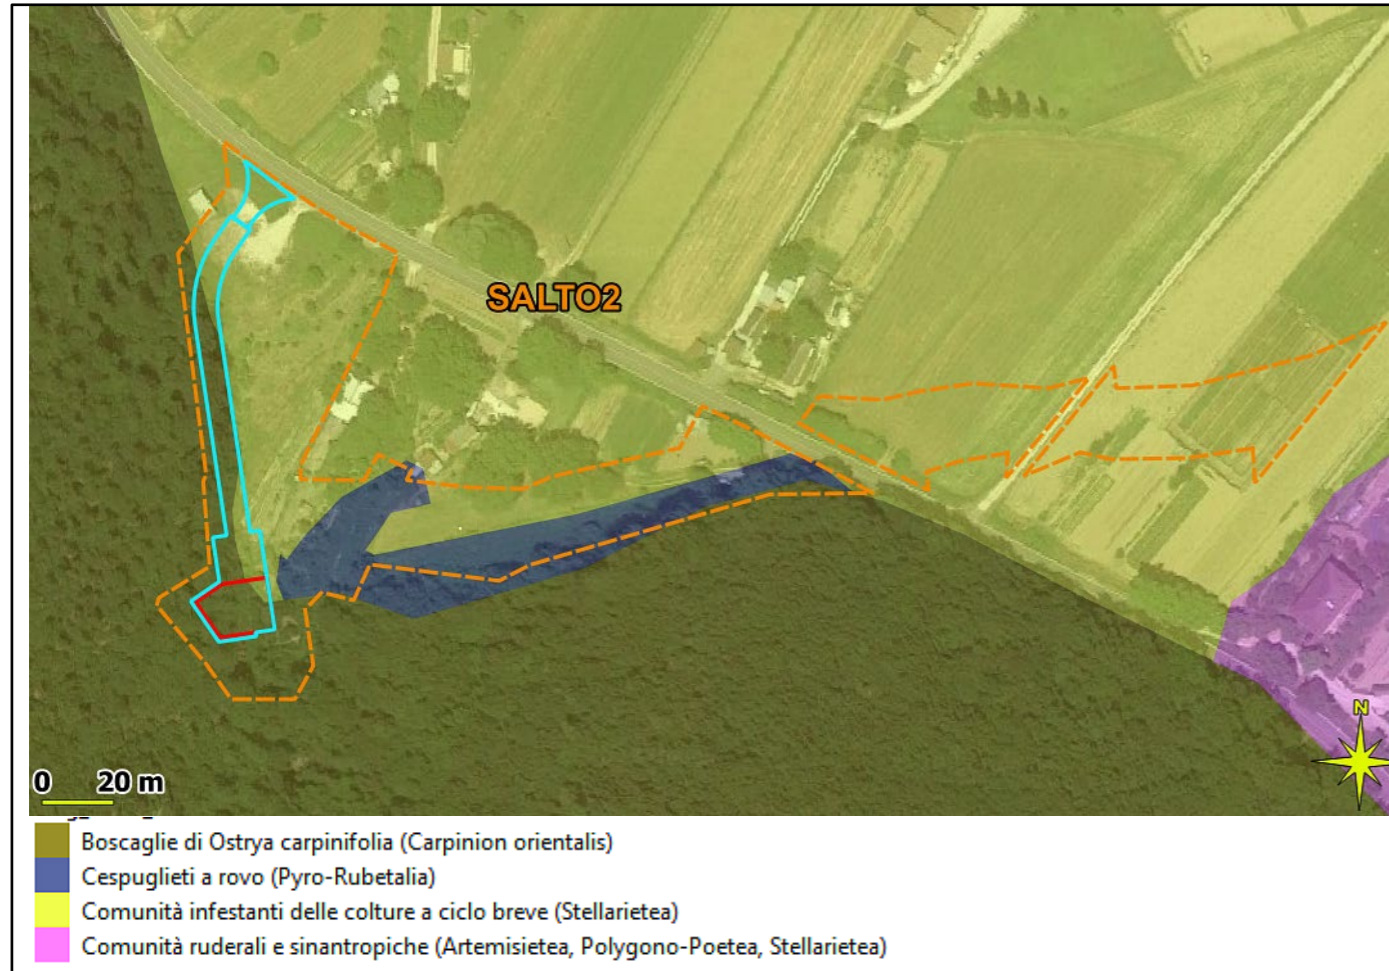 SALTO2
N
0 20 m
Boscaglie di Ostrya carpinifolia (Carpinion orientalis)
Cespuglieti a rovo (Pyro-Rubetalia)
Comunità infestanti delle colture a ciclo breve (Stellarietea)
Comunità ruderali e sinantropiche (Artemisietea, Polygono-Poetea, Stellarietea)